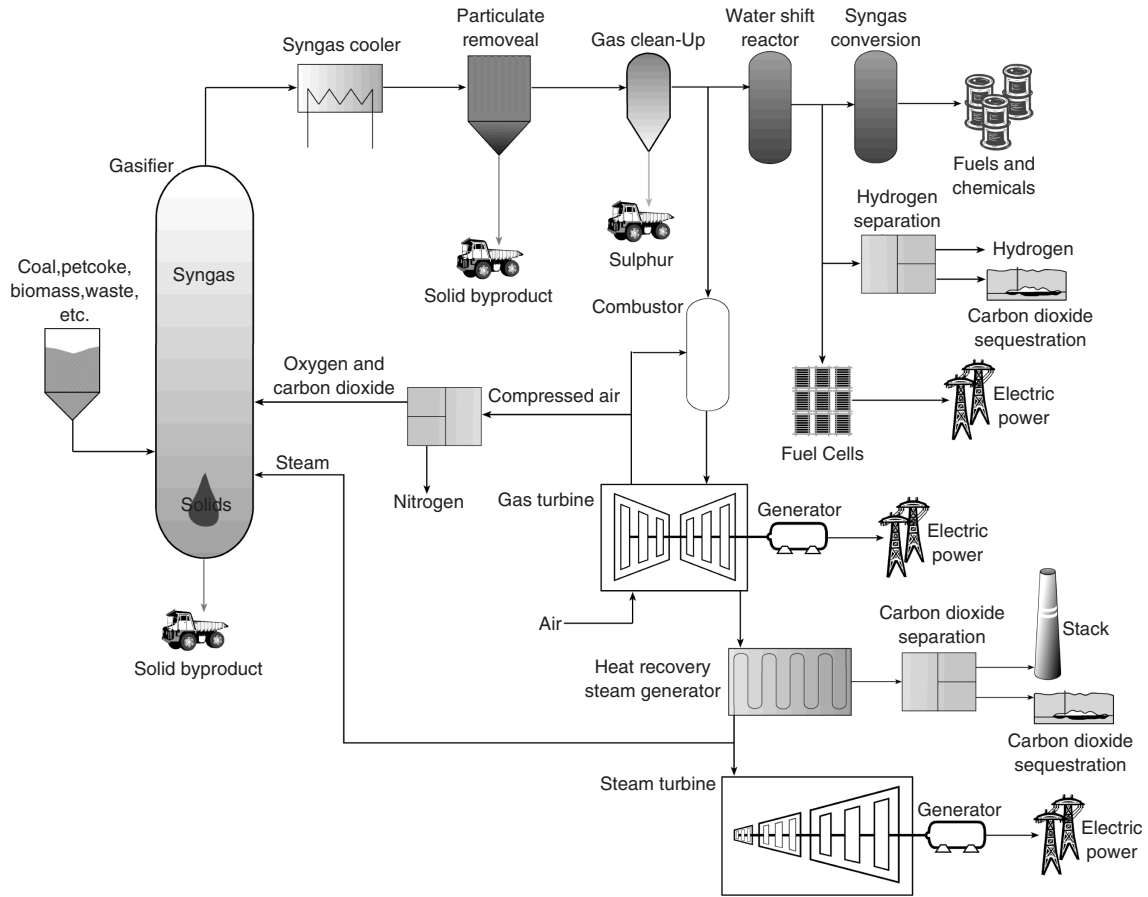 Particulate
removeal
Water shift
reactor
Syngas
conversion
Syngas cooler
Gas clean-Up
Gasifier
Fuels and
chemicals
Hydrogen
separation
Hydrogen
Coal,petcoke,
biomass,waste,
etc.
Syngas
Solid byproduct
Sulphur
Carbon dioxide
sequestration
Combustor
Oxygen and
carbon dioxide
Compressed air
Electric
power
Steam
Fuel Cells
Solids
Nitrogen
Gas turbine
Generator
Electric
power
Air
Carbon dioxide
separation
Stack
Solid byproduct
Heat recovery
steam generator
Carbon dioxide
sequestration
Steam turbine
Generator
Electric
power